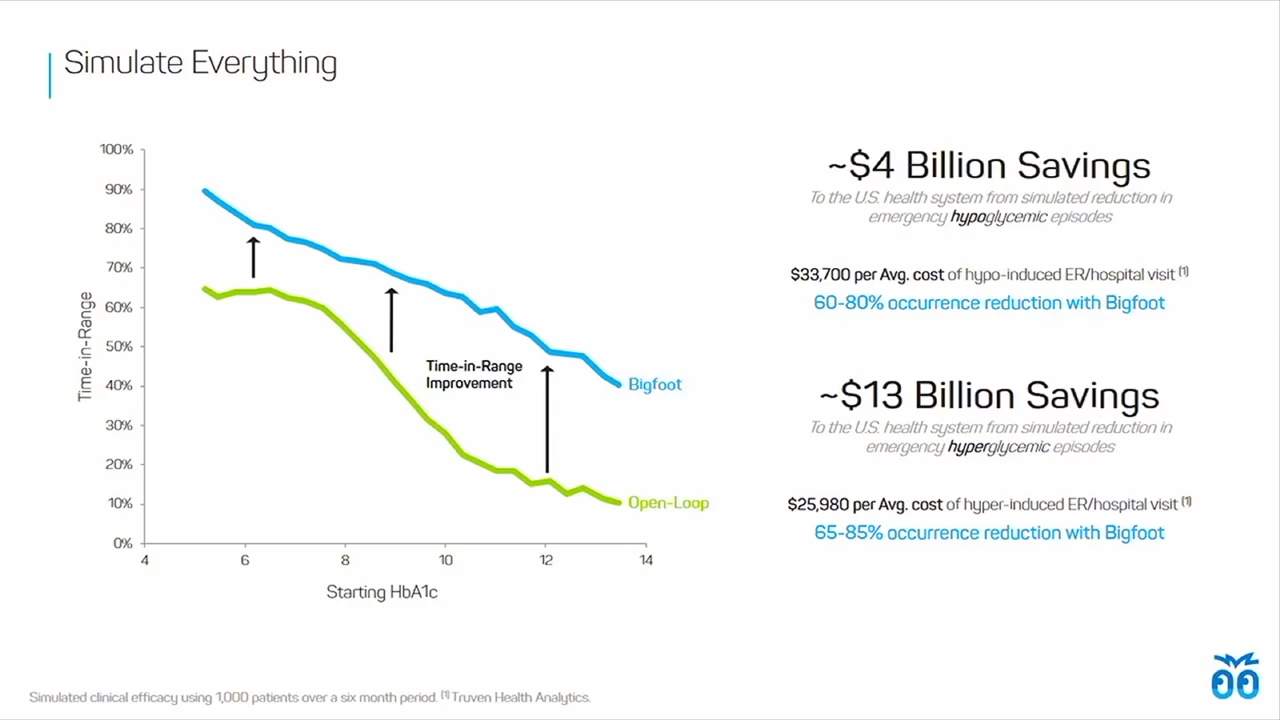 Simulate Everything
100%
90%
80%
70%
60%
50%
40%
30%
20%
10%
0%
Time-in-Range
4
6
8
10
12
14
Starting HbA1c
Time-in-Range
Improvement
Bigfoot
Open-Loop
~$4 Billion Savings
To the U.S. health system from simulated reduction in
emergency hypoglycemic episodes
$33,700 per Avg. cost of hypo-induced ER/hospital visit (1)
60-80% occurrence reduction with Bigfoot
~$13 Billion Savings
To the U.S. health system from simulated reduction in
emergency hyperglycemic episodes
$25,980 per Avg. cost of hyper-induced ER/hospital visit (1)
65-85% occurrence reduction with Bigfoot
Simulated clinical efficacy using 1,000 patients over a six month period. (1) Truven Health Analytics.